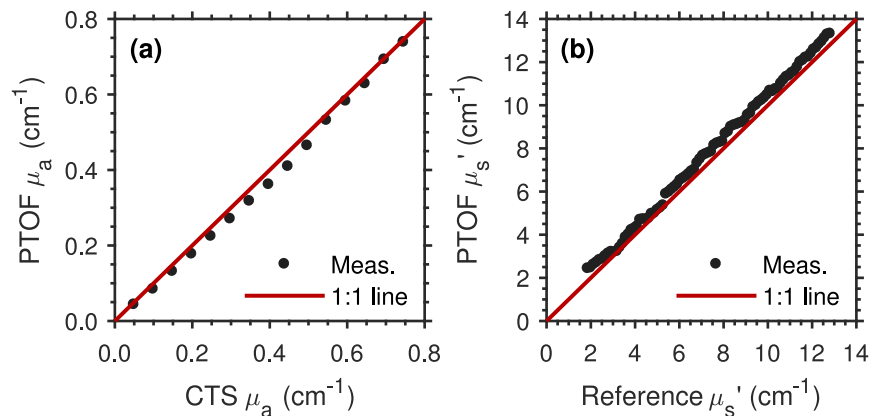 (a)
PTOF μa (cm-1)
0.8
0.6
0.4
0.2
0.0
Meas.
1:1 line
0.0 0.2 0.4 0.6 0.8
CTS μa (cm-1)
(b)
PTOF μs' (cm-1)
14
12
10
8
6
4
2
0
Meas.
1:1 line
0 2 4 6 8 10 12 14
Reference μs' (cm-1)